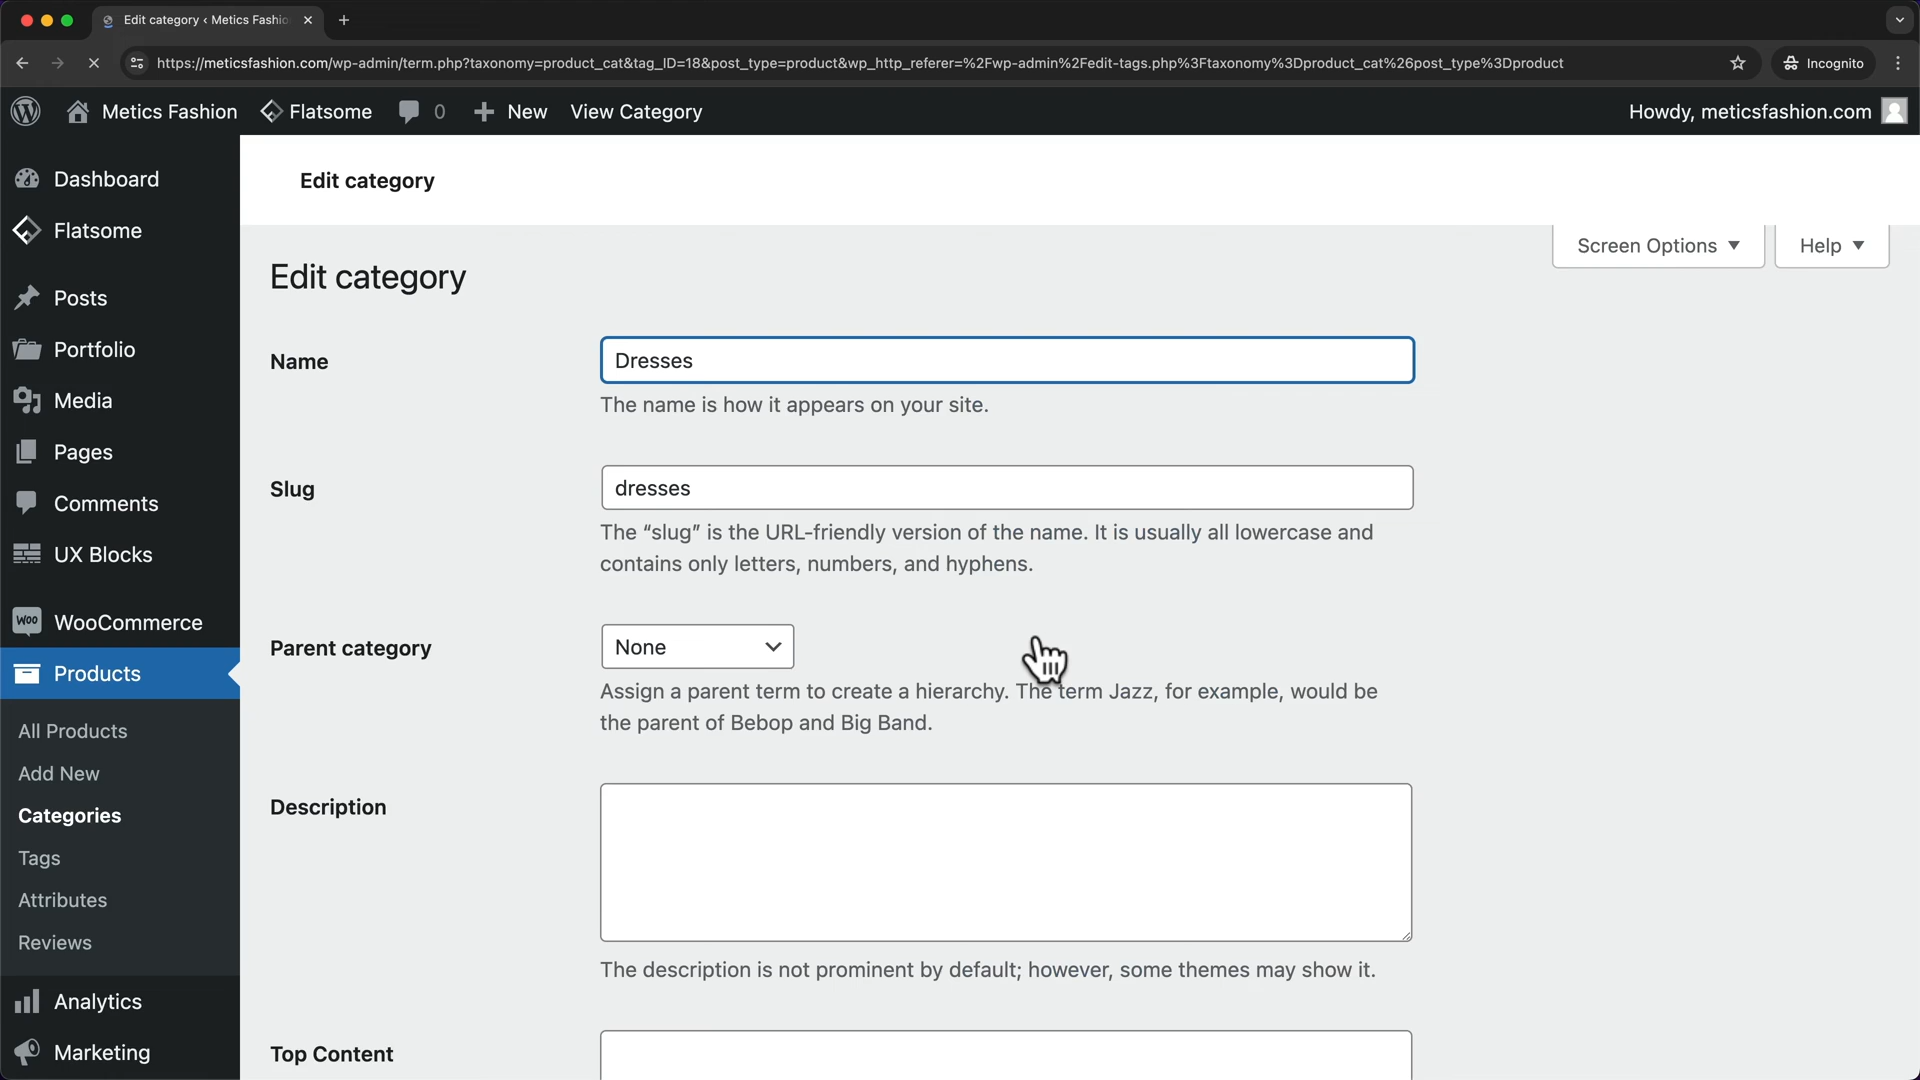 Edit category ‹ Metics Fashio
https://meticsfashion.com/wp-admin/term.php?taxonomy=product_cat&tag_ID=18&post_type=product&wp_http_referer=%2Fwp-admin%2Fedit-tags.php%3Ftaxonomy%3Dproduct_cat%26post_type%3Dproduct
Incognito
Metics Fashion
Flatsome
0
New
View Category
Howdy, meticsfashion.com
Dashboard
Flatsome
Posts
Portfolio
Media
Pages
Comments
UX Blocks
Woo
WooCommerce
Products
All Products
Add New
Categories
Tags
Attributes
Reviews
Analytics
Marketing
Edit category
Screen Options
Help
Edit category
Name
Dresses
The name is how it appears on your site.
Slug
dresses
The “slug” is the URL-friendly version of the name. It is usually all lowercase and
contains only letters, numbers, and hyphens.
Parent category
None
Assign a parent term to create a hierarchy. The term Jazz, for example, would be
the parent of Bebop and Big Band.
Description
The description is not prominent by default; however, some themes may show it.
Top Content